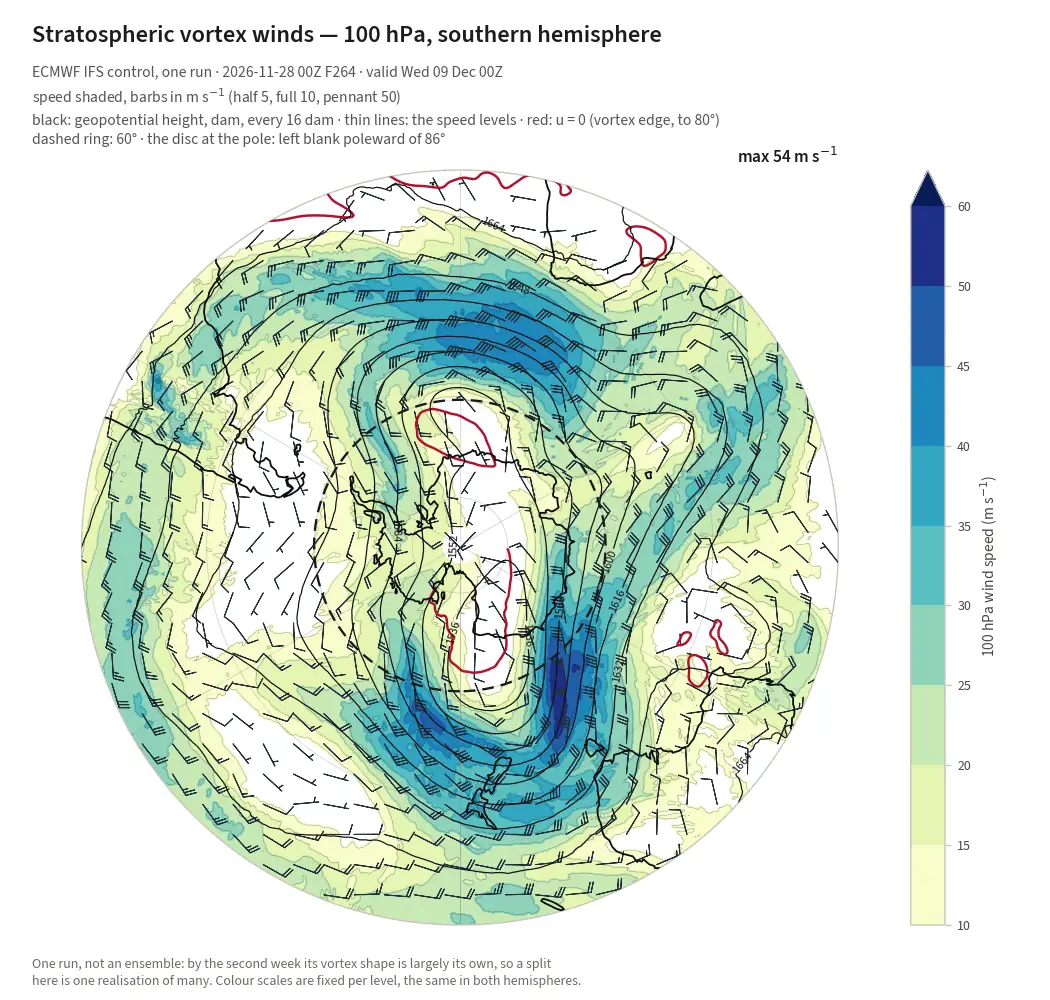 Stratospheric vortex winds — 100 hPa, southern hemisphere
ECMWF IFS control, one run · 2026-11-28 00Z F264 · valid Wed 09 Dec 00Z
speed shaded, barbs in m s⁻¹ (half 5, full 10, pennant 50)
black: geopotential height, dam, every 16 dam · thin lines: the speed levels · red: u = 0 (vortex edge, to 80°)
dashed ring: 60° · the disc at the pole: left blank poleward of 86°
max 54 m s⁻¹
1664
1552
1600
1616
1632
1664
60
50
45
40
35
30
25
20
15
10
100 hPa wind speed (m s⁻¹)
One run, not an ensemble: by the second week its vortex shape is largely its own, so a split
here is one realisation of many. Colour scales are fixed per level, the same in both hemispheres.